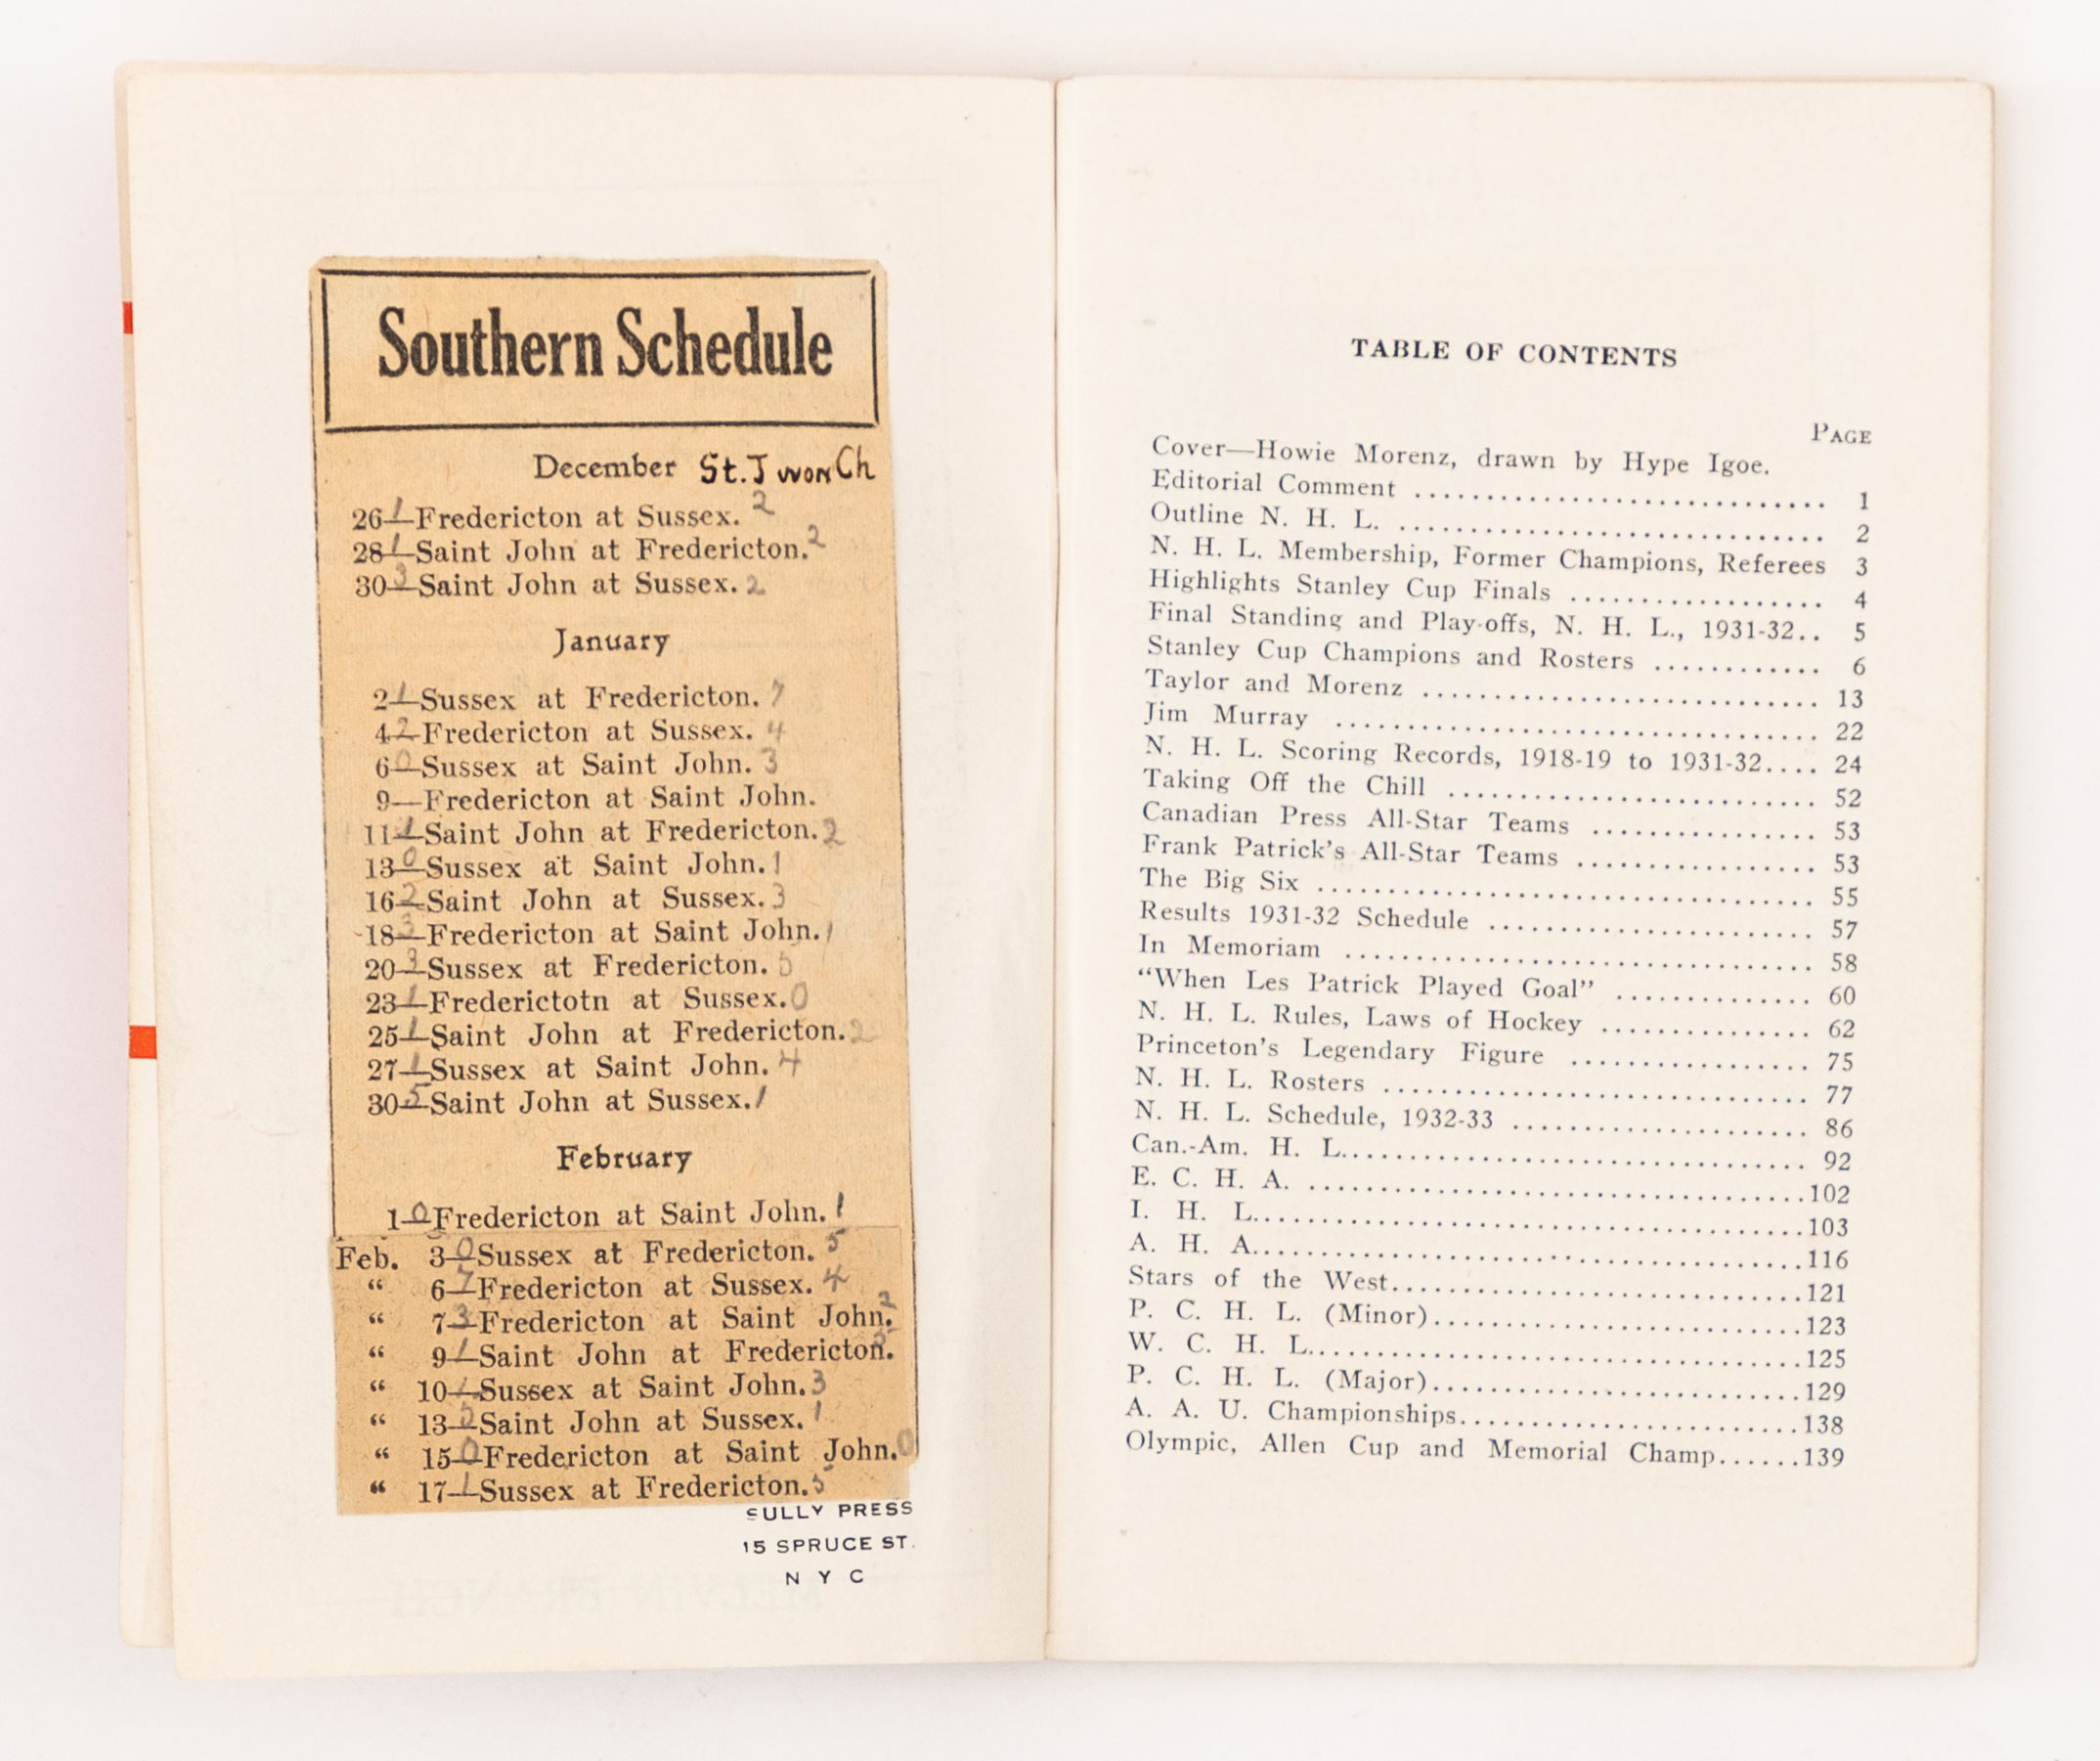 Southern Schedule
December St. J won Ch
26 1—Fredericton at Sussex. 2
28 1—Saint John at Fredericton. 2
30 3—Saint John at Sussex. 2
January
2 1—Sussex at Fredericton. 7
4 2—Fredericton at Sussex. 4
6 0—Sussex at Saint John. 3
9—Fredericton at Saint John.
11 1—Saint John at Fredericton. 2
13 0—Sussex at Saint John. 1
16 2—Saint John at Sussex. 3
18 3—Fredericton at Saint John. 1
20 3—Sussex at Fredericton. 5
23 1—Frederictotn at Sussex. 0
25 1—Saint John at Fredericton. 2
27 1—Sussex at Saint John. 4
30 5—Saint John at Sussex. 1
February
1 0—Fredericton at Saint John. 1
Feb. 3 0—Sussex at Fredericton. 5
“ 6 7—Fredericton at Sussex. 4
“ 7 3—Fredericton at Saint John. 2
“ 9 1—Saint John at Fredericton.
“ 10 1—Sussex at Saint John. 3
“ 13—Saint John at Sussex. 1
“ 15 0—Fredericton at Saint John. 0
“ 17 1—Sussex at Fredericton. 5
SULLY PRESS
15 SPRUCE ST.
N Y C
TABLE OF CONTENTS
PAGE
Cover—Howie Morenz, drawn by Hype Igoe.
Editorial Comment ............................ 1
Outline N. H. L. ............................. 2
N. H. L. Membership, Former Champions, Referees 3
Highlights Stanley Cup Finals .................. 4
Final Standing and Play-offs, N. H. L., 1931-32.. 5
Stanley Cup Champions and Rosters ............ 6
Taylor and Morenz ........................... 13
Jim Murray ................................. 22
N. H. L. Scoring Records, 1918-19 to 1931-32.... 24
Taking Off the Chill ......................... 52
Canadian Press All-Star Teams ................ 53
Frank Patrick's All-Star Teams ................. 53
The Big Six .................................. 55
Results 1931-32 Schedule ...................... 57
In Memoriam ................................ 58
“When Les Patrick Played Goal” .............. 60
N. H. L. Rules, Laws of Hockey ............... 62
Princeton's Legendary Figure ................. 75
N. H. L. Rosters ............................. 77
N. H. L. Schedule, 1932-33 .................... 86
Can.-Am. H. L................................ 92
E. C. H. A. ..................................102
I. H. L.......................................103
A. H. A......................................116
Stars of the West.............................121
P. C. H. L. (Minor)..........................123
W. C. H. L...................................125
P. C. H. L. (Major)..........................129
A. A. U. Championships........................138
Olympic, Allen Cup and Memorial Champ......139